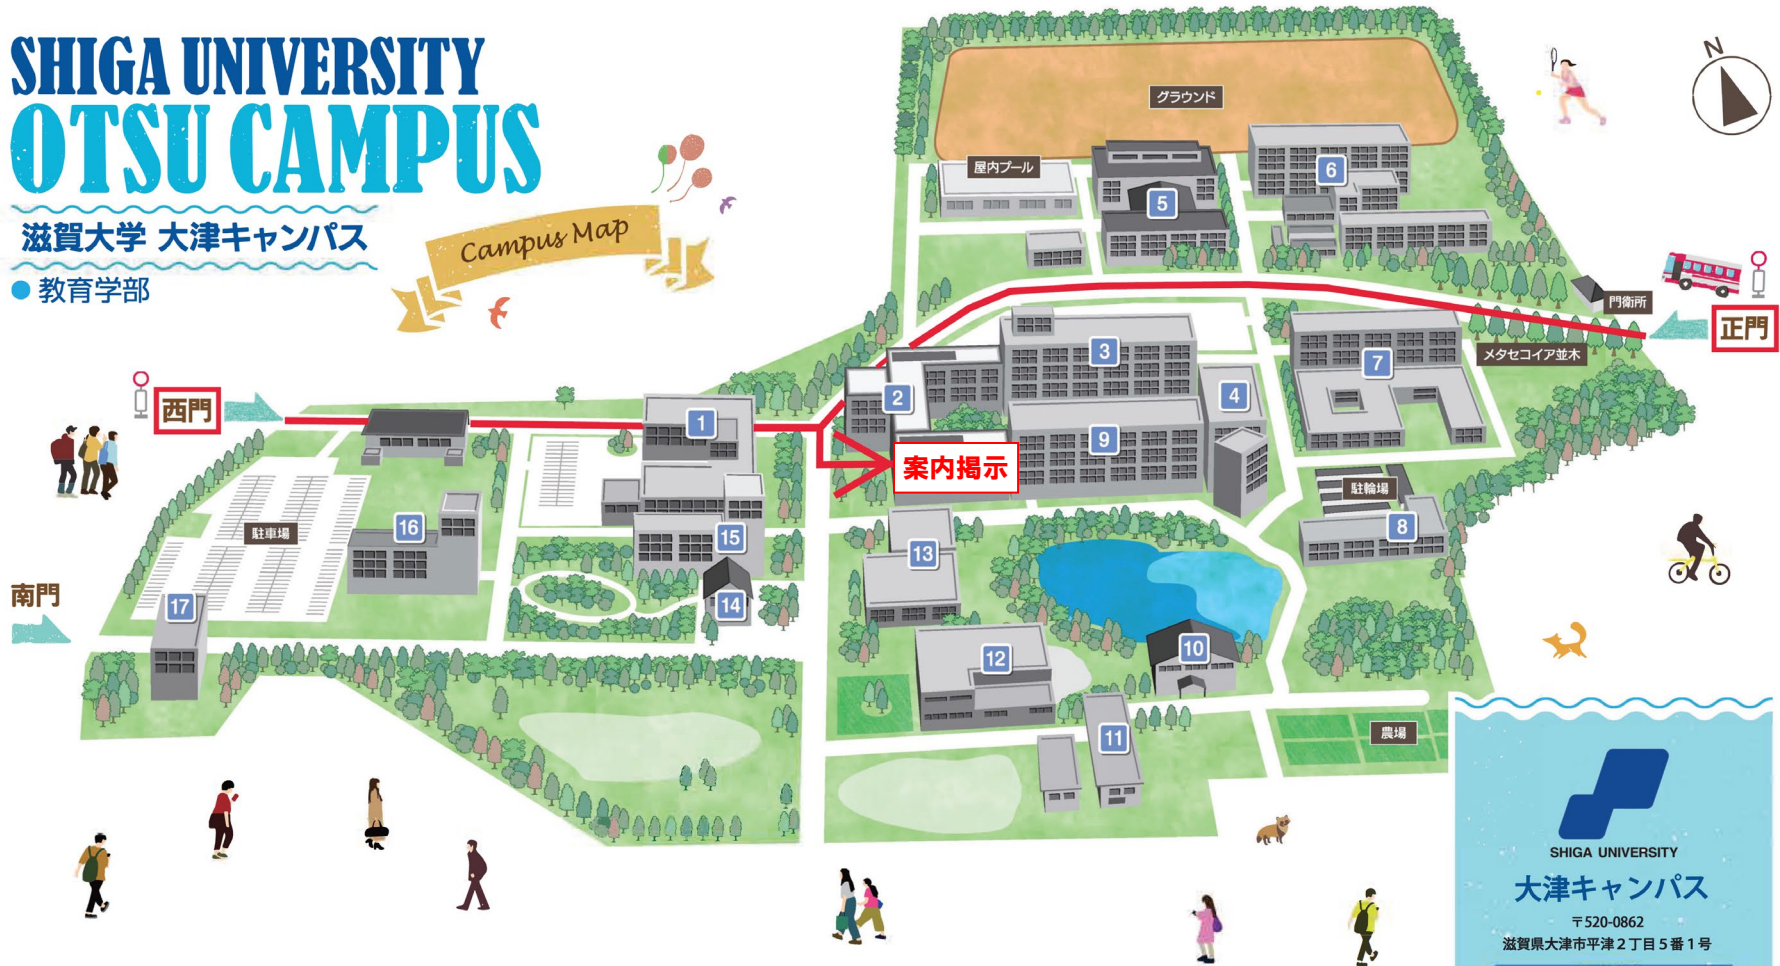 SHIGA UNIVERSITY
OTSU CAMPUS
滋賀大学 大津キャンパス
教育学部
Campus Map
N
グラウンド
屋内プール
6
5
門衛所
正門
メタセコイア並木
3
7
西門
2
4
1
9
案内掲示
駐輪場
駐車場
16
15
8
13
南門
17
14
10
12
11
農場
SHIGA UNIVERSITY
大津キャンパス
〒520-0862
滋賀県大津市平津2丁目5番1号